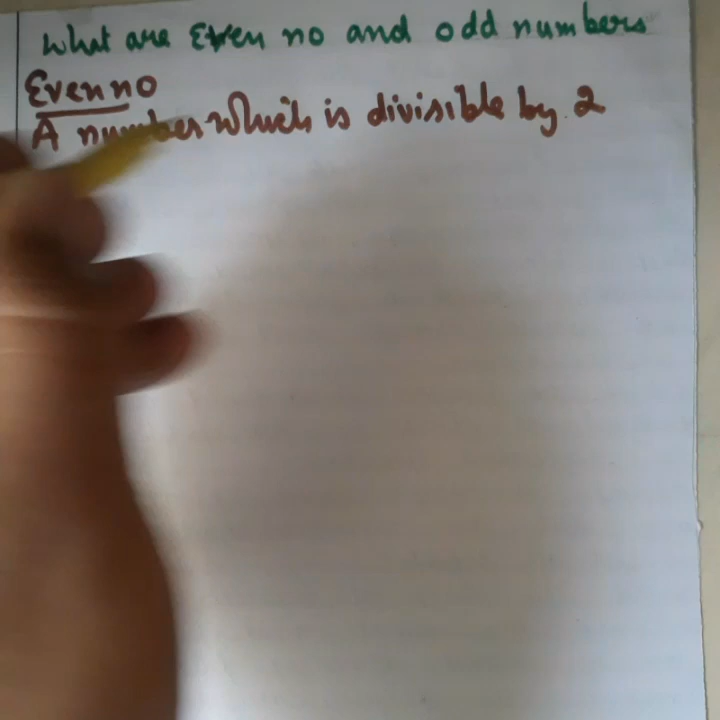 What are Even no and odd numbers
Even no
A number which is divisible by 2